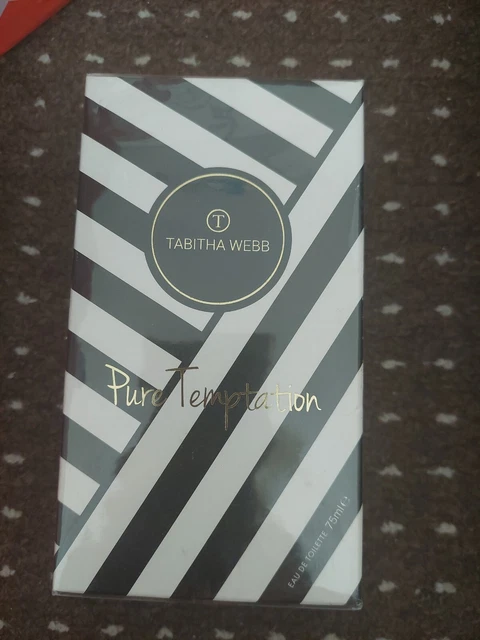 T
TABITHA WEBB
Pure Temptation
EAU DE TOILETTE 75ml ℮